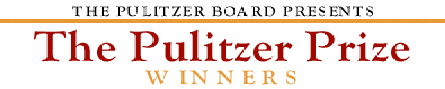 THE PULITZER BOARD PRESENTS
The Pulitzer Prize
WINNERS